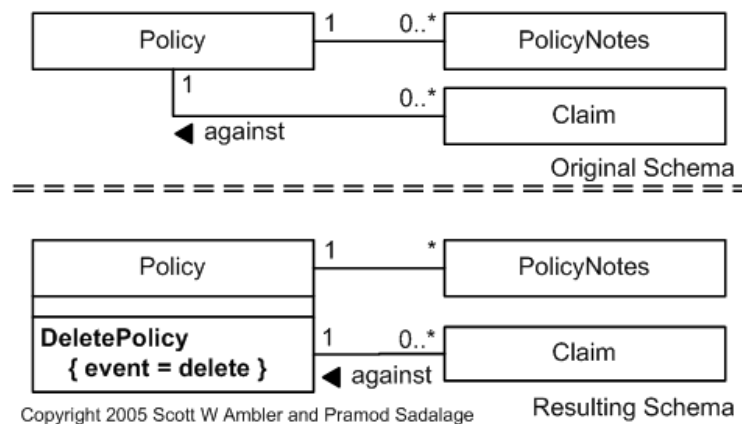 Policy
1
0..*
PolicyNotes
1
0..*
Claim
◀ against
Original Schema
Policy
1
*
PolicyNotes
DeletePolicy
{ event = delete }
1
0..*
Claim
◀ against
Resulting Schema
Copyright 2005 Scott W Ambler and Pramod Sadalage